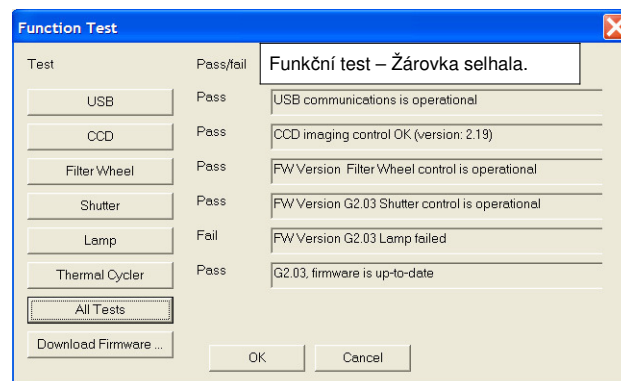 Function Test
Test Pass/fail Funkční test – Žárovka selhala.
USB Pass USB communications is operational
CCD Pass CCD imaging control OK (version: 2.19)
Filter Wheel Pass FW Version Filter Wheel control is operational
Shutter Pass FW Version G2.03 Shutter control is operational
Lamp Fail FW Version G2.03 Lamp failed
Thermal Cycler Pass G2.03, firmware is up-to-date
All Tests
Download Firmware ...
OK Cancel